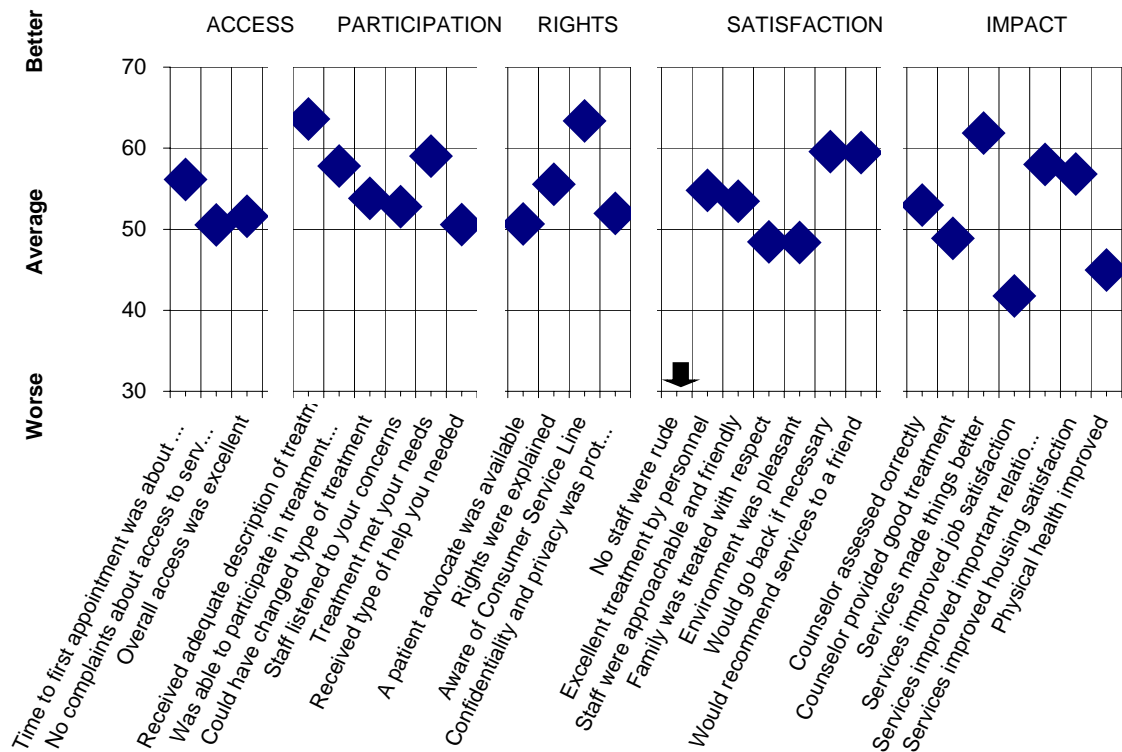 ACCESS
PARTICIPATION
RIGHTS
SATISFACTION
IMPACT
Better
Average
Worse
70
60
50
40
30
Time to first appointment was about ...
No complaints about access to serv...
Overall access was excellent
Received adequate description of treatm
Was able to participate in treatment...
Could have changed type of treatment
Staff listened to your concerns
Treatment met your needs
Received type of help you needed
A patient advocate was available
Rights were explained
Aware of Consumer Service Line
Confidentiality and privacy was prot...
No staff were rude
Excellent treatment by personnel
Staff were approachable and friendly
Family was treated with respect
Environment was pleasant
Would go back if necessary
Would recommend services to a friend
Counselor assessed correctly
Counselor provided good treatment
Services made things better
Services improved job satisfaction
Services improved important relatio...
Services improved housing satisfaction
Physical health improved